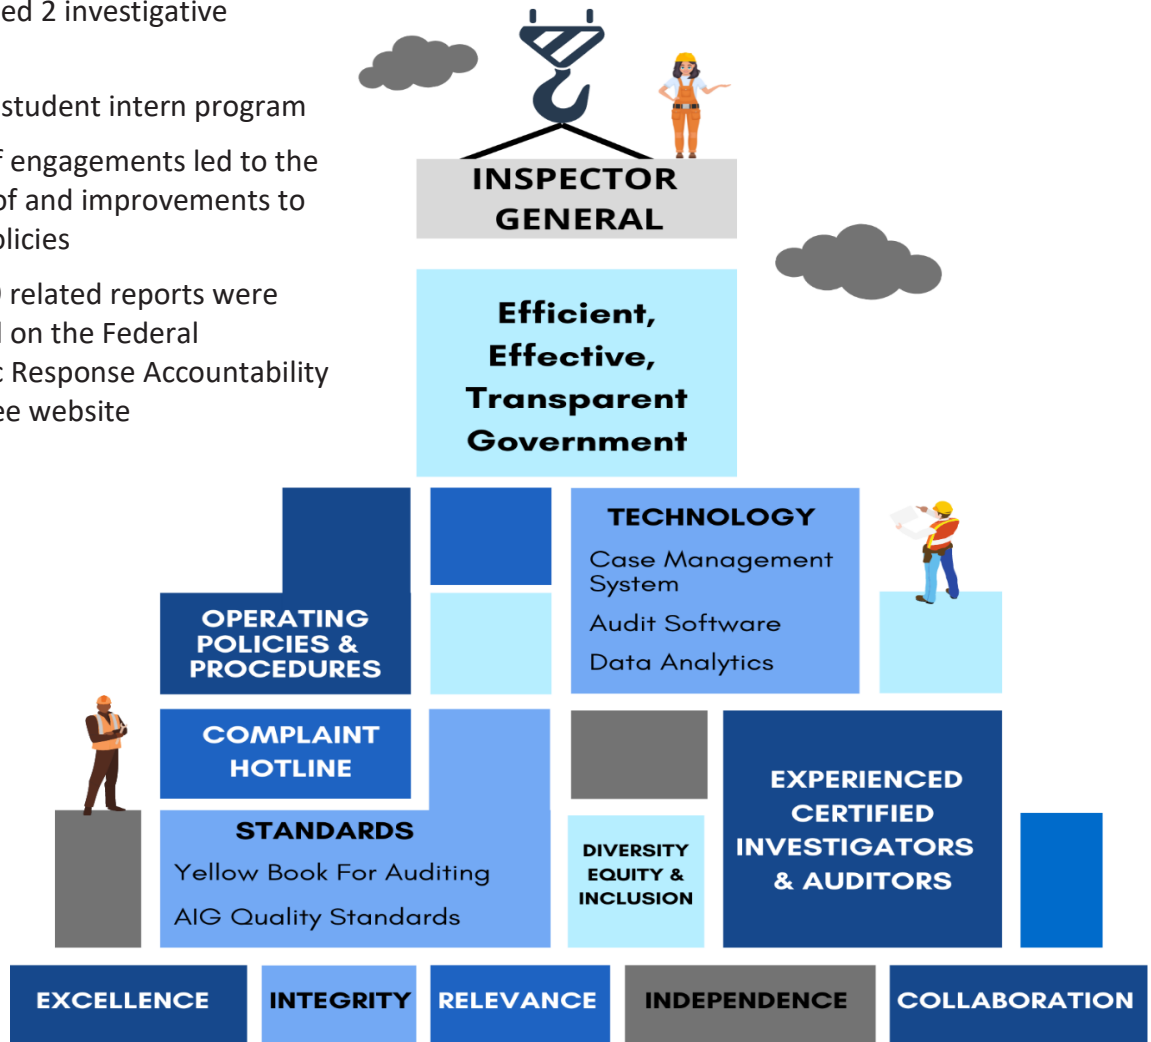 ed 2 investigative
student intern program
f engagements led to the
of and improvements to
licies
related reports were
on the Federal
c Response Accountability
ee website
INSPECTOR
GENERAL
Efficient,
Effective,
Transparent
Government
TECHNOLOGY
Case Management
System
Audit Software
Data Analytics
OPERATING
POLICIES &
PROCEDURES
COMPLAINT
HOTLINE
STANDARDS
Yellow Book For Auditing
AIG Quality Standards
DIVERSITY
EQUITY &
INCLUSION
EXPERIENCED
CERTIFIED
INVESTIGATORS
& AUDITORS
EXCELLENCE
INTEGRITY
RELEVANCE
INDEPENDENCE
COLLABORATION